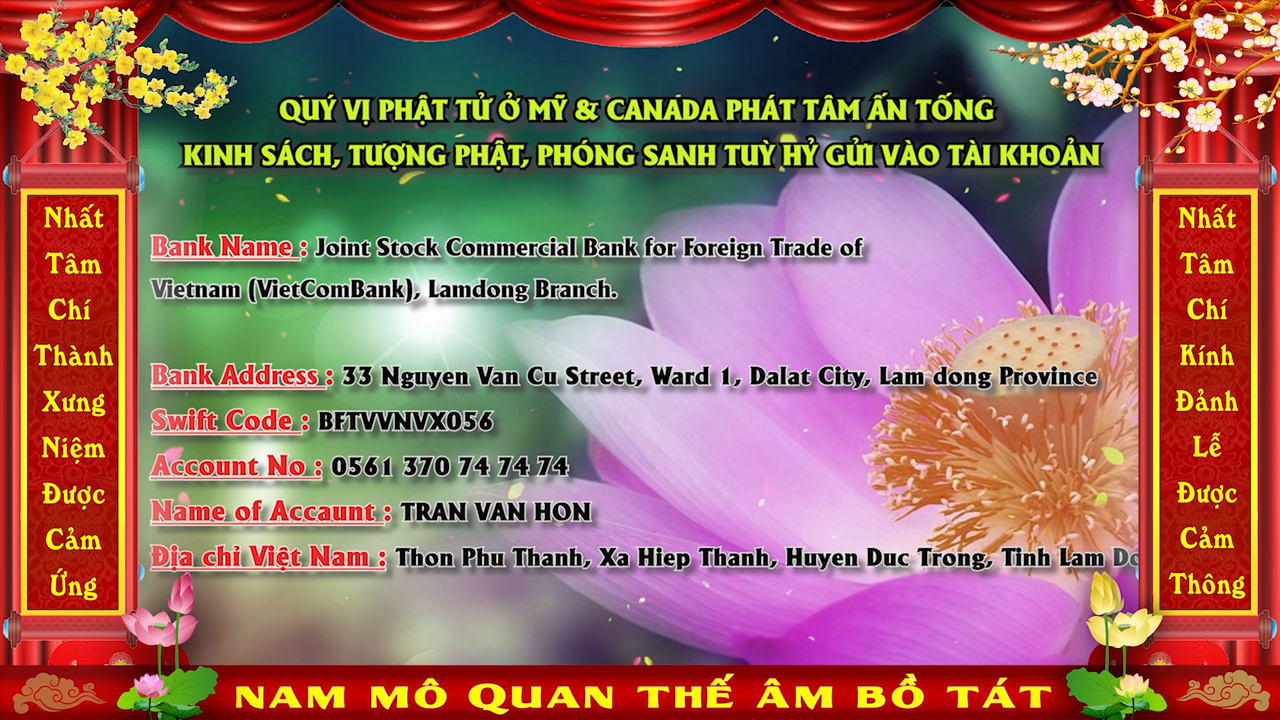 QUÝ VỊ PHẬT TỬ Ở MỸ & CANADA PHÁT TÂM ẤN TỐNG
KINH SÁCH, TƯỢNG PHẬT, PHÓNG SANH TUỲ HỶ GỬI VÀO TÀI KHOẢN
Nhất
Tâm
Chí
Thành
Xưng
Niệm
Được
Cảm
Ứng
Bank Name : Joint Stock Commercial Bank for Foreign Trade of
Vietnam (VietComBank), Lamdong Branch.
Bank Address : 33 Nguyen Van Cu Street, Ward 1, Dalat City, Lam dong Province
Swift Code : BFTVVNVX056
Account No : 0561 370 74 74 74
Name of Accaunt : TRAN VAN HON
Địa chỉ Việt Nam : Thon Phu Thanh, Xa Hiep Thanh, Huyen Duc Trong, Tinh Lam Do
Nhất
Tâm
Chí
Kính
Đảnh
Lễ
Được
Cảm
Thông
NAM MÔ QUAN THẾ ÂM BỒ TÁT